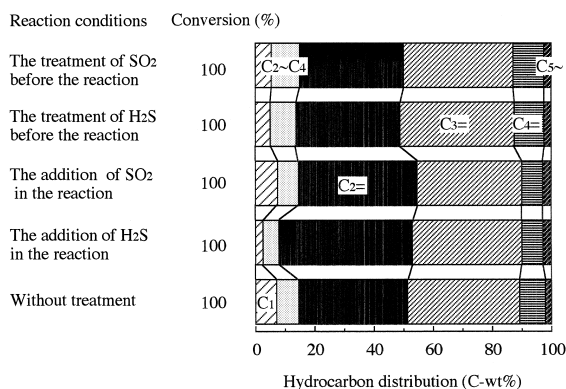 Reaction conditions Conversion (%)
The treatment of SO2
before the reaction
100
C2~C4
C5~
The treatment of H2S
before the reaction
100
C3=
C4=
The addition of SO2
in the reaction
100
C2=
The addition of H2S
in the reaction
100
Without treatment
100
C1
0 20 40 60 80 100
Hydrocarbon distribution (C-wt%)